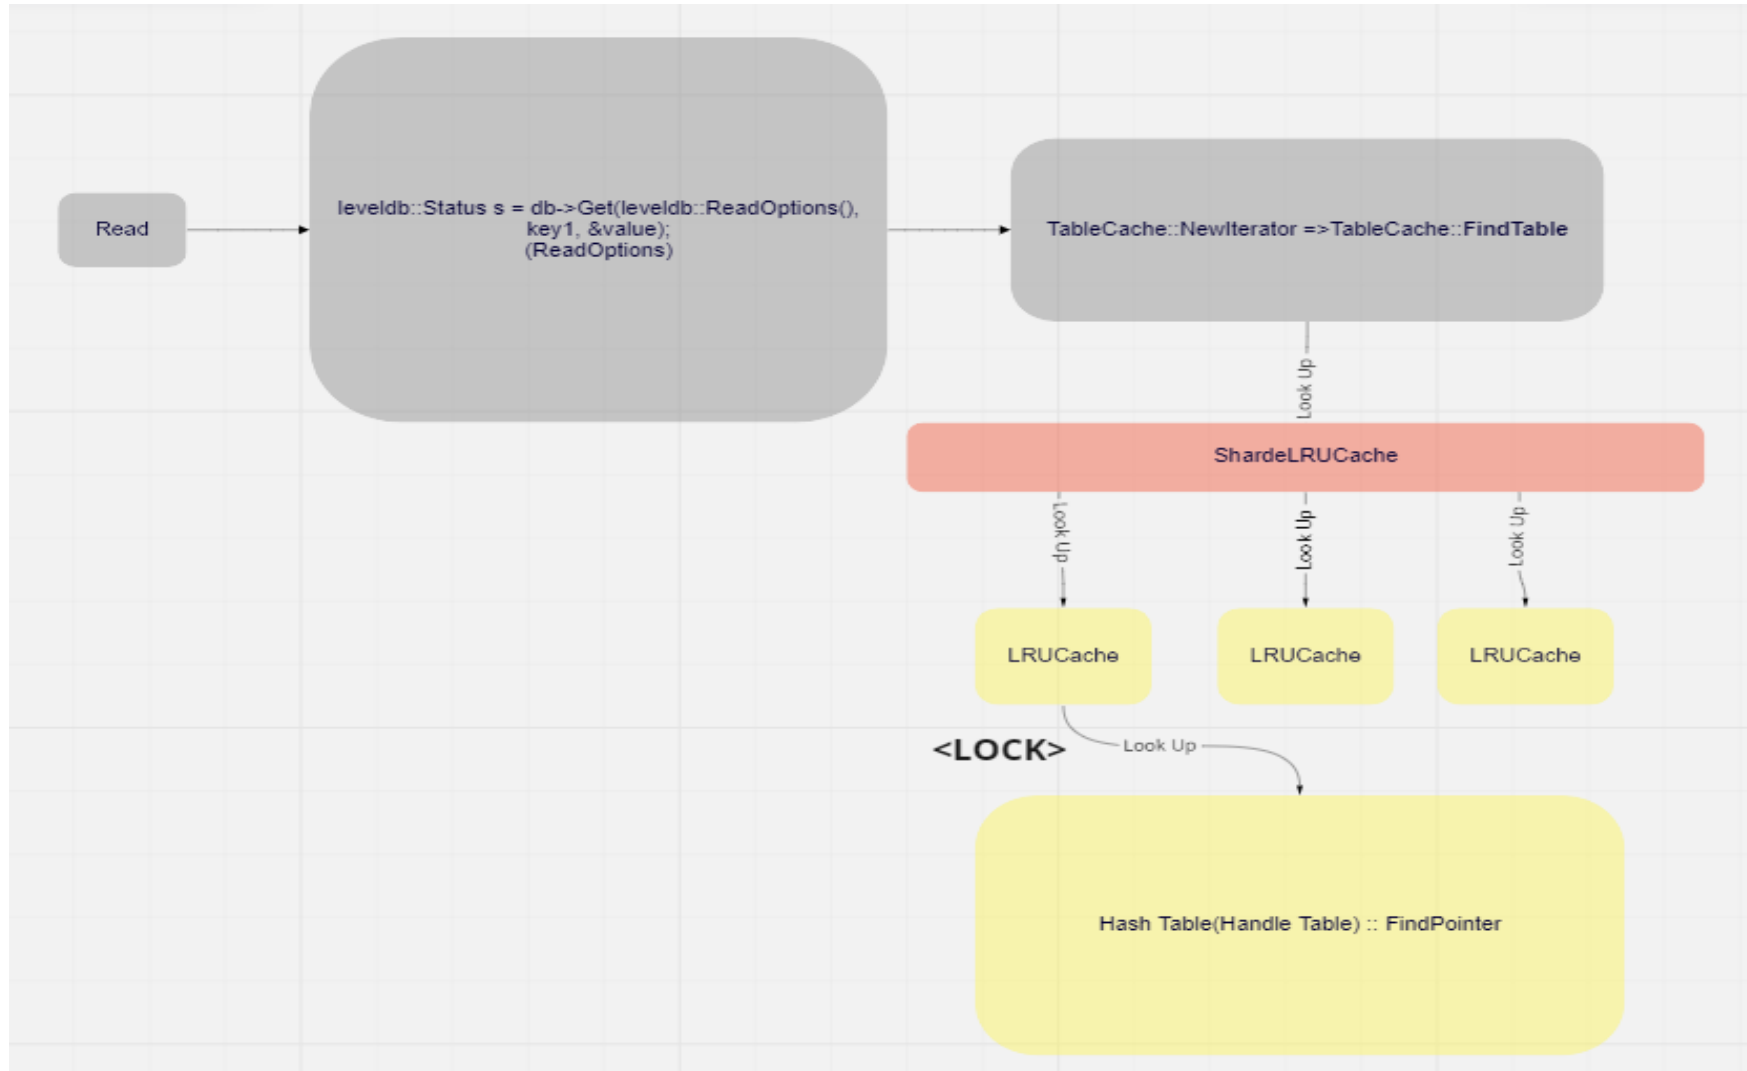 Read
leveldb::Status s = db->Get(leveldb::ReadOptions(),
key1, &value);
(ReadOptions)
TableCache::NewIterator =>TableCache::FindTable
Look Up
ShardeLRUCache
Look Up
Look Up
Look Up
LRUCache
LRUCache
LRUCache
<LOCK>
Look Up
Hash Table(Handle Table) :: FindPointer